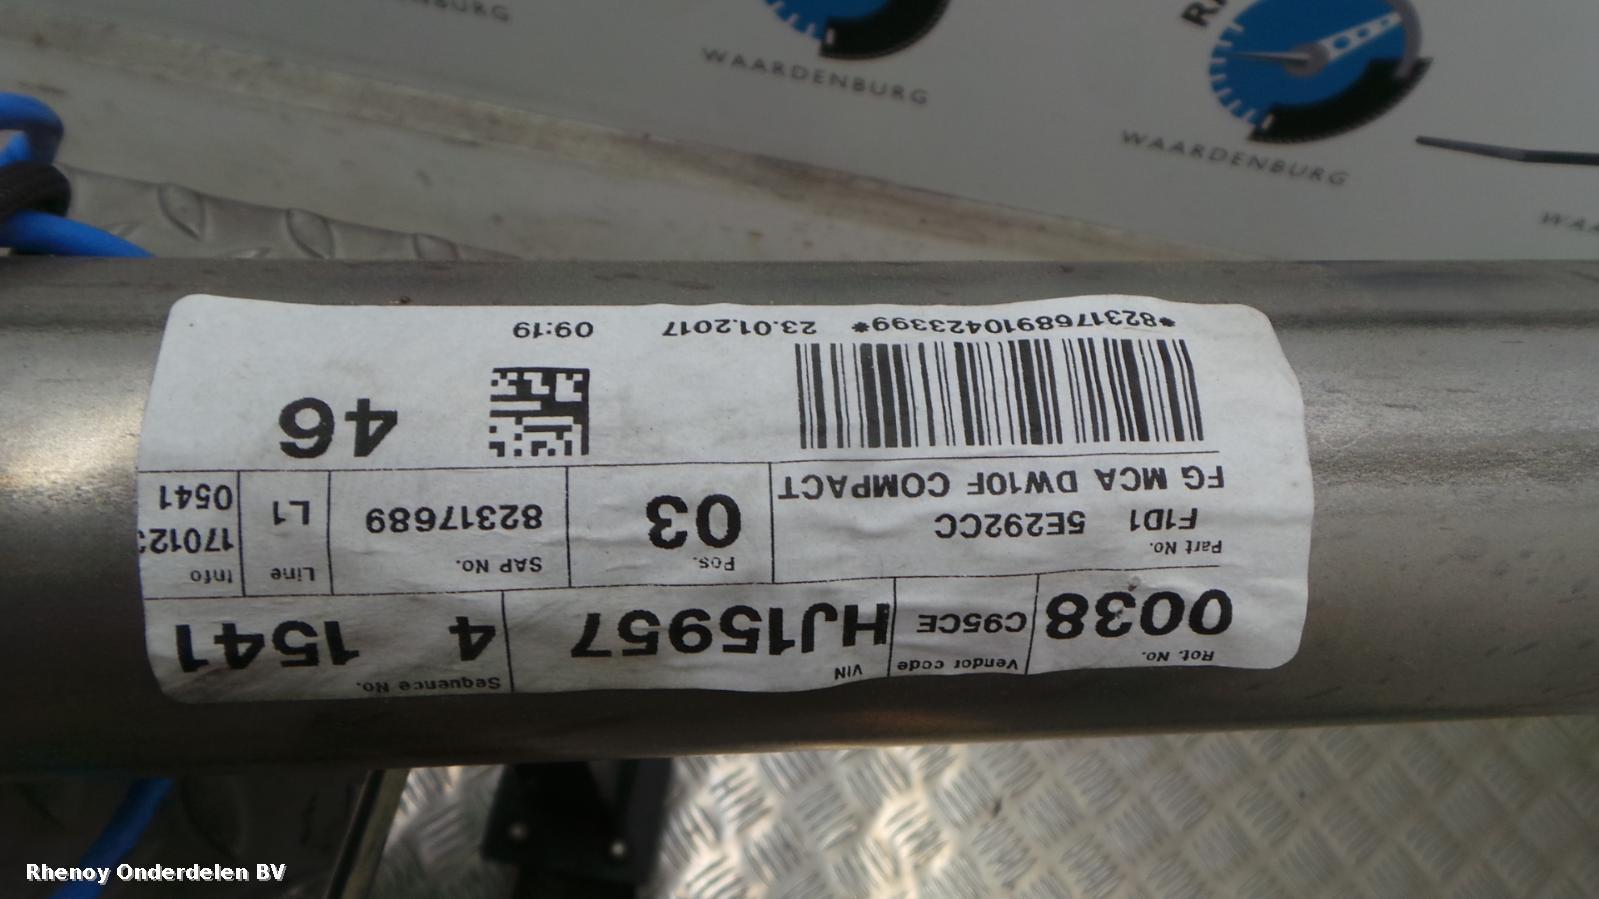 WAARDENBURG
WAARDENBURG
WAARDENBURG
Rot. No. Vendor code VIN Sequence No.
0038 C95CE HJ15957 4 1541
Part No. Pos. SAP No. Line Info
F1D1 5E292CC 03 82317689 L1 17012
FG MCA DW10F COMPACT 0541
46
*8231768910423399* 23.01.2017 09:19
Rhenoy Onderdelen BV